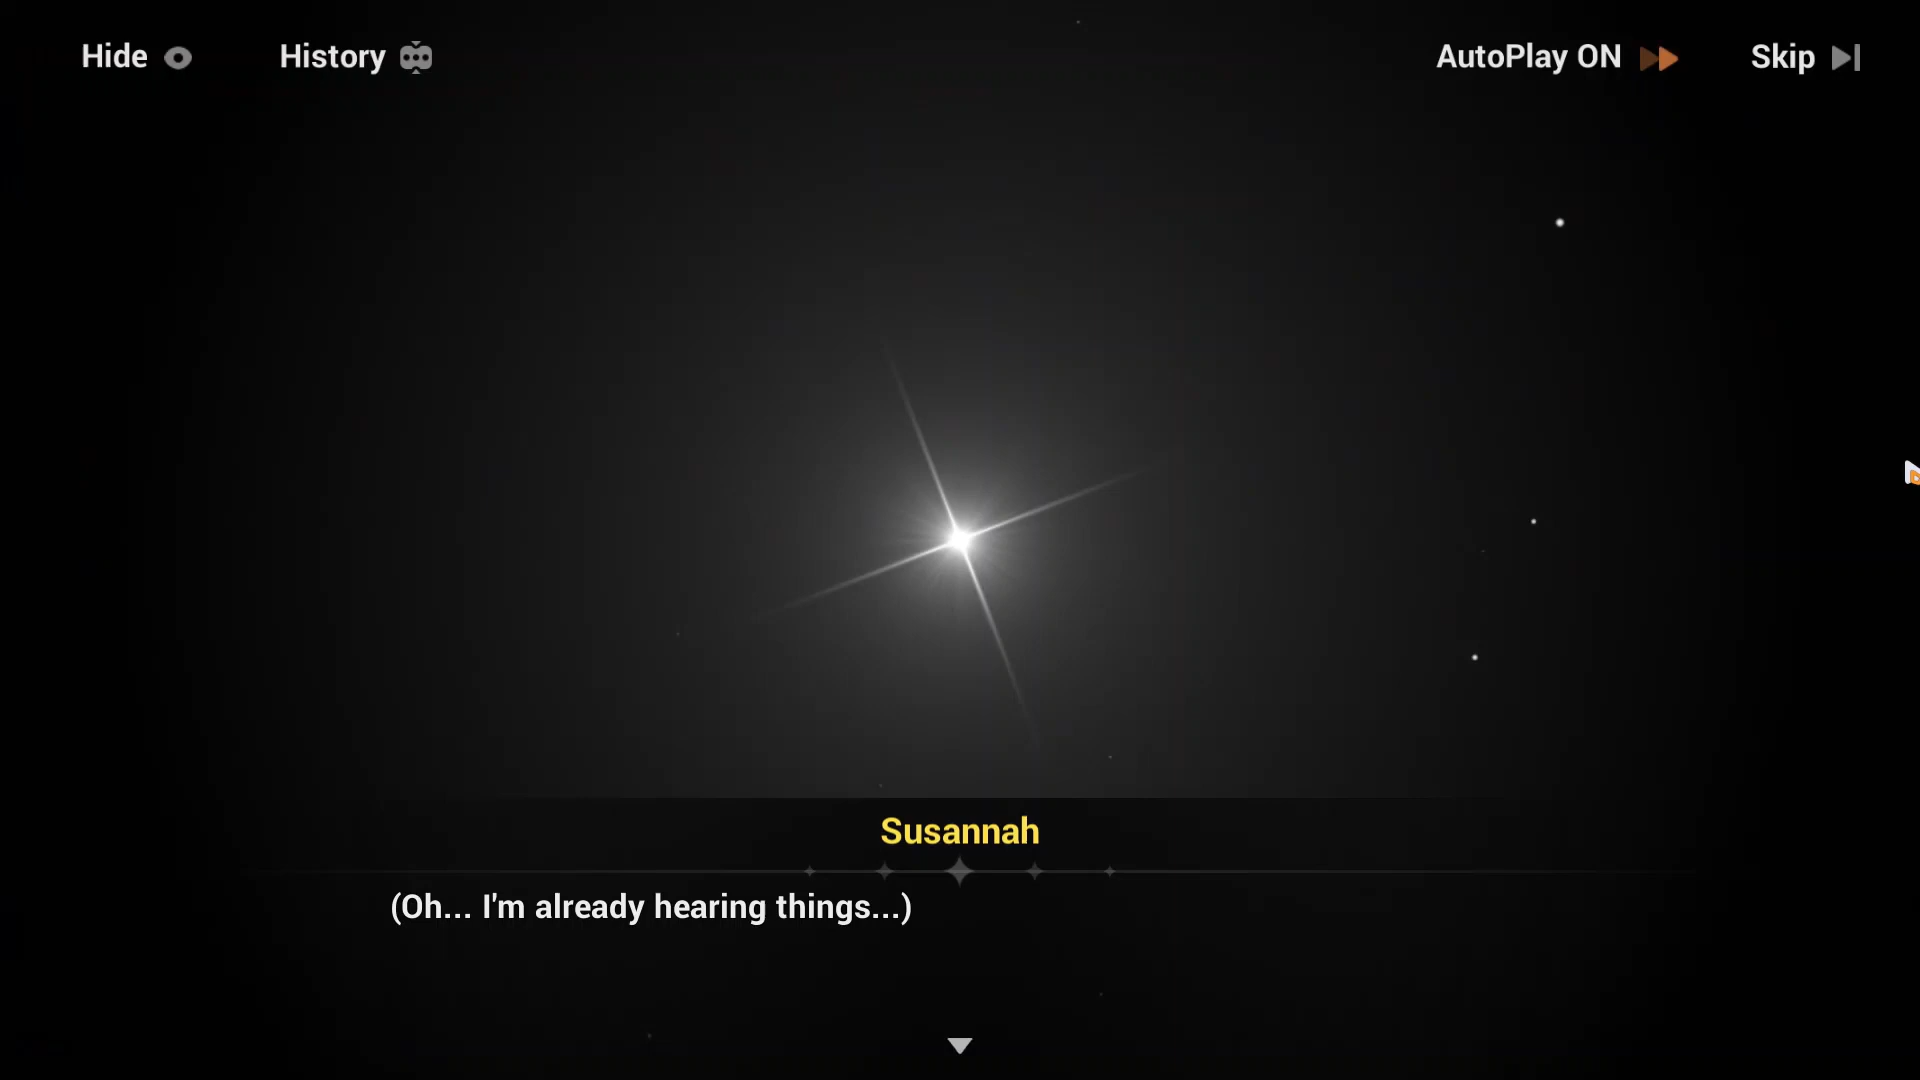 Hide
History
AutoPlay ON
Skip
Susannah
(Oh... I'm already hearing things...)